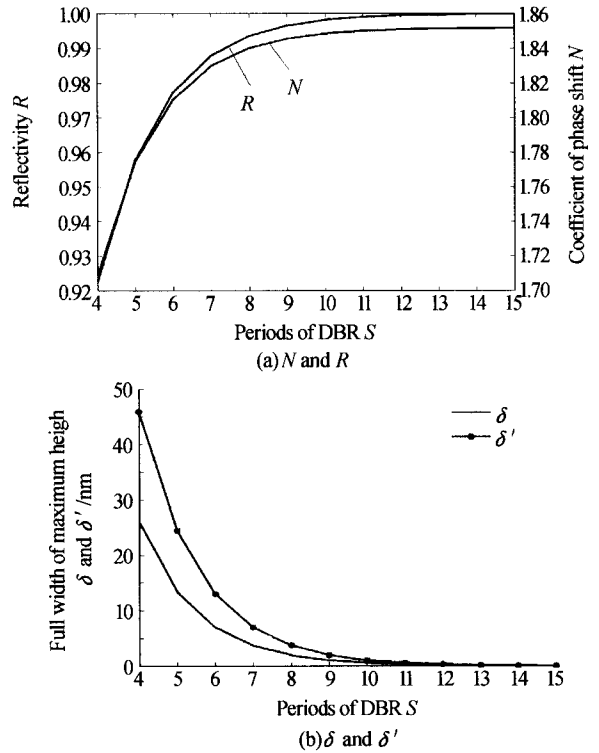 1.00
0.99
0.98
0.97
0.96
0.95
0.94
0.93
0.92
Reflectivity R
1.86
1.84
1.82
1.80
1.78
1.76
1.74
1.72
1.70
Coefficient of phase shift N
R
N
4 5 6 7 8 9 10 11 12 13 14 15
Periods of DBR S
(a) N and R
50
40
30
20
10
0
Full width of maximum heigh
δ and δ′/nm
δ
δ′
4 5 6 7 8 9 10 11 12 13 14 15
Periods of DBR S
(b) δ and δ′